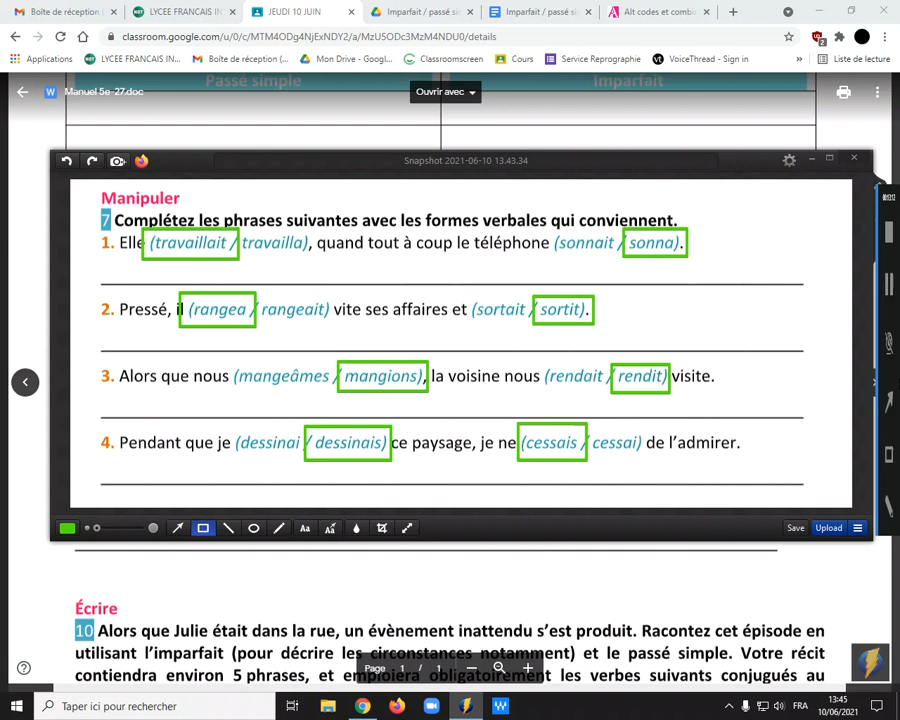 Boîte de réception (
LYCEE FRANCAIS IN
JEUDI 10 JUIN
Imparfait / passé sim
Imparfait / passé sim
Alt codes et combin
classroom.google.com/u/0/c/MTM4ODg4NjExNDY2/a/MzU5ODc3MzM4NDU0/details
Applications
LYCEE FRANCAIS IN...
Boîte de réception (...
Mon Drive - Googl...
Classroomscreen
Cours
Service Reprographie
VoiceThread - Sign in
»
Liste de lecture
Passé simple
Imparfait
W Manuel 5e-27.doc
Ouvrir avec
Snapshot 2021-06-10 13.43.34
Manipuler
7 Complétez les phrases suivantes avec les formes verbales qui conviennent.
1. Elle (travaillait / travailla), quand tout à coup le téléphone (sonnait / sonna).
2. Pressé, il (rangea / rangeait) vite ses affaires et (sortait / sortit).
3. Alors que nous (mangeâmes / mangions), la voisine nous (rendait / rendit) visite.
4. Pendant que je (dessinai / dessinais) ce paysage, je ne (cessais / cessai) de l’admirer.
Aa
Save
Upload
Écrire
10 Alors que Julie était dans la rue, un évènement inattendu s’est produit. Racontez cet épisode en
utilisant l’imparfait (pour décrire les circonstances notamment) et le passé simple. Votre récit
contiendra environ 5 phrases, et emploiera obligatoirement les verbes suivants conjugués au
Page 1 / 1
Taper ici pour rechercher
FRA
13:45
10/06/2021